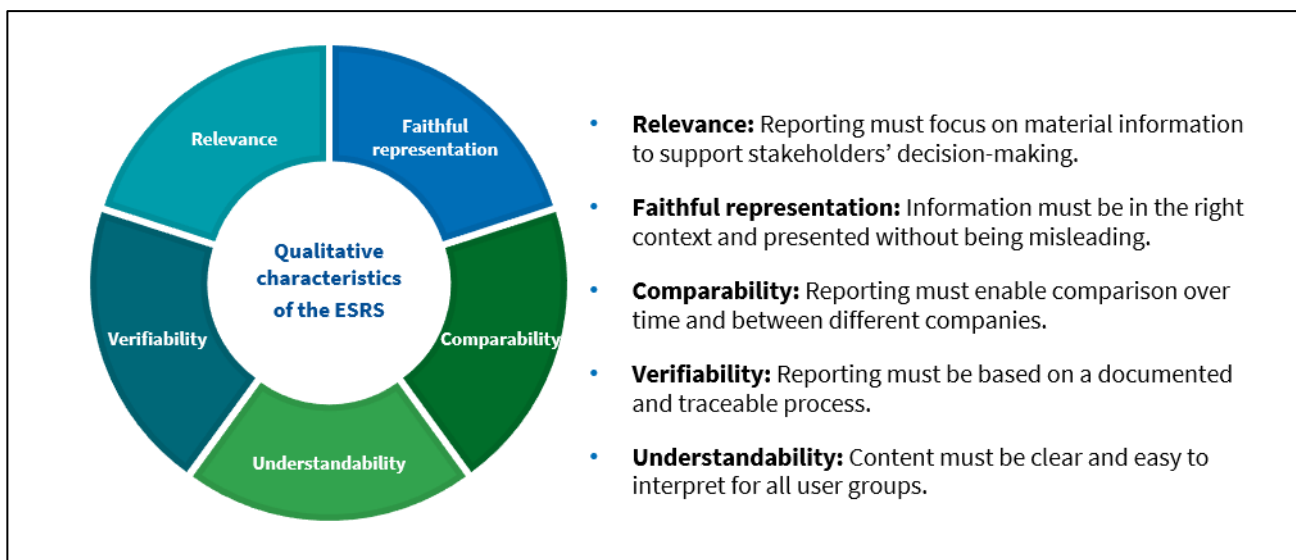 Relevance
Faithful
representation
Qualitative
characteristics
of the ESRS
Verifiability
Comparability
Understandability
• Relevance: Reporting must focus on material information
to support stakeholders’ decision-making.
• Faithful representation: Information must be in the right
context and presented without being misleading.
• Comparability: Reporting must enable comparison over
time and between different companies.
• Verifiability: Reporting must be based on a documented
and traceable process.
• Understandability: Content must be clear and easy to
interpret for all user groups.